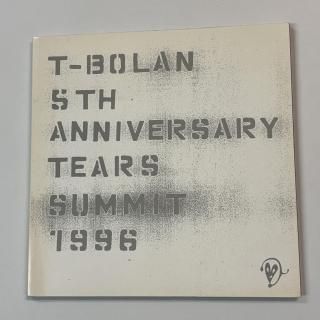 T-BOLAN
5TH
ANNIVERSARY
TEARS
SUMMIT
1996